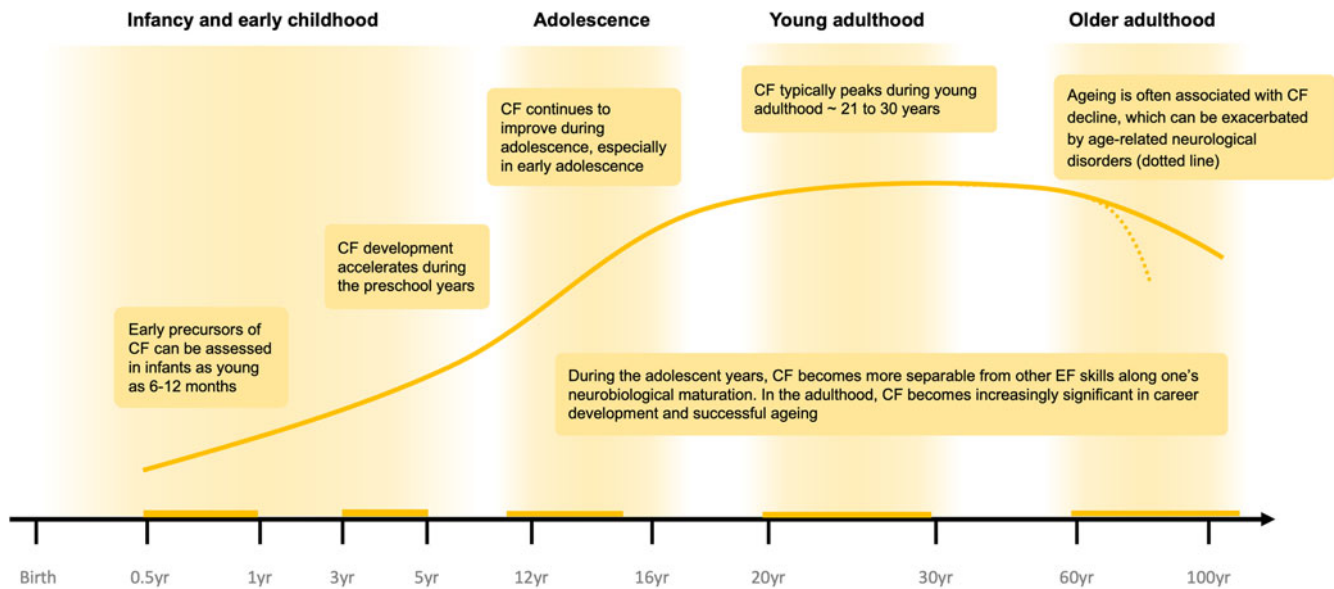 Infancy and early childhood
Adolescence
Young adulthood
Older adulthood
CF continues to
improve during
adolescence, especially
in early adolescence
CF typically peaks during young
adulthood ~ 21 to 30 years
Ageing is often associated with CF
decline, which can be exacerbated
by age-related neurological
disorders (dotted line)
CF development
accelerates during
the preschool years
Early precursors of
CF can be assessed
in infants as young
as 6-12 months
During the adolescent years, CF becomes more separable from other EF skills along one's
neurobiological maturation. In the adulthood, CF becomes increasingly significant in career
development and successful ageing
Birth
0.5yr
1yr
3yr
5yr
12yr
16yr
20yr
30yr
60yr
100yr